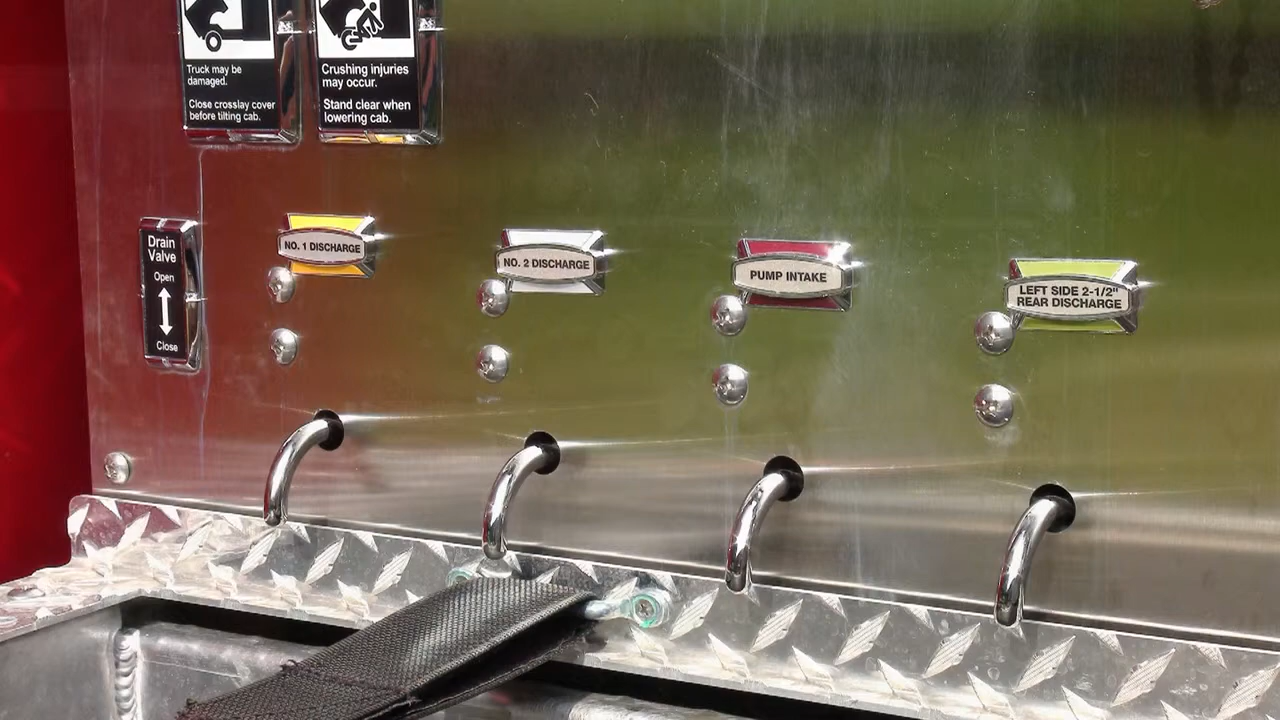 Truck may be
damaged.
Close crosslay cover
before tilting cab.
Crushing injuries
may occur.
Stand clear when
lowering cab.
Drain
Valve
Open
Close
NO. 1 DISCHARGE
NO. 2 DISCHARGE
PUMP INTAKE
LEFT SIDE 2-1/2"
REAR DISCHARGE